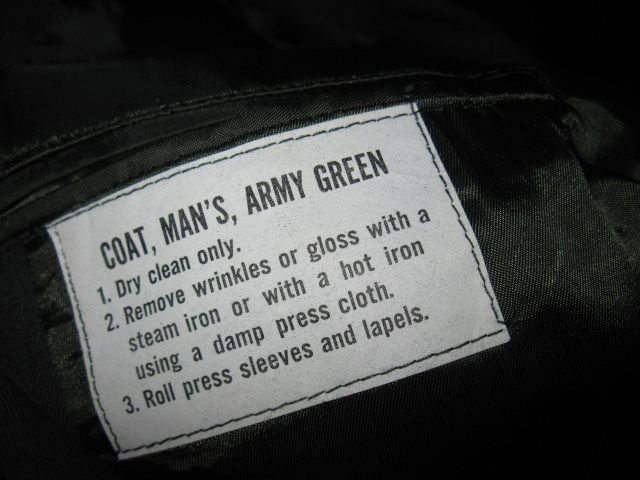 COAT, MAN'S, ARMY GREEN
1. Dry clean only.
2. Remove wrinkles or gloss with a
steam iron or with a hot iron
using a damp press cloth.
3. Roll press sleeves and lapels.